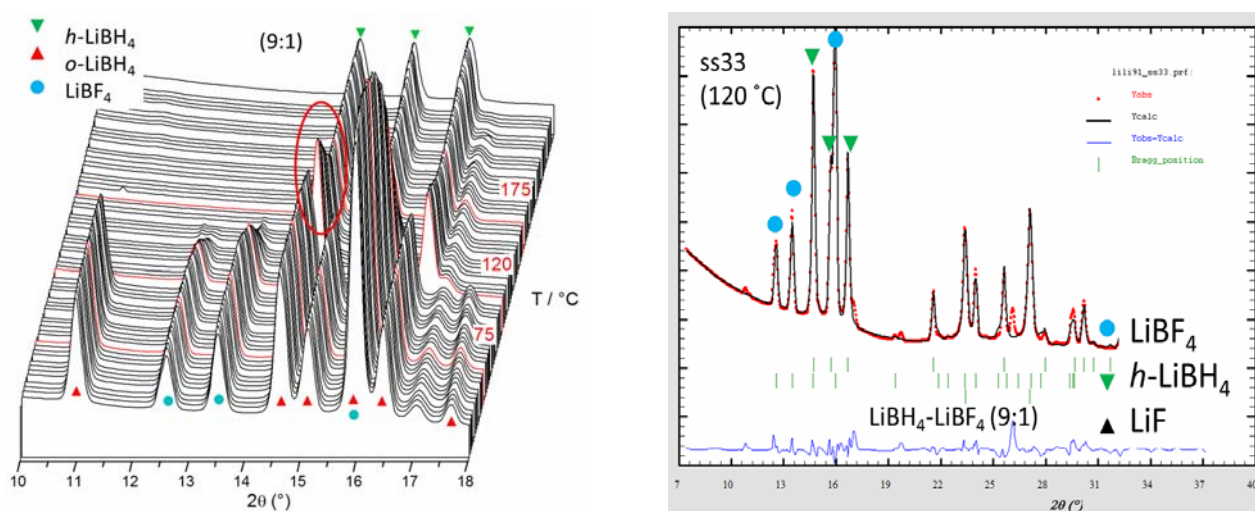 h-LiBH4
o-LiBH4
LiBF4
(9:1)
175
120
75
T / °C
10 11 12 13 14 15 16 17 18
2θ (°)
ss33
(120 ˚C)
lili91_ss33.prf:
Yobs
Ycalc
Yobs-Ycalc
Bragg_position
LiBF4
h-LiBH4
LiF
LiBH4-LiBF4 (9:1)
7 10 13 16 19 22 25 28 31 34 37 40
2θ (°)